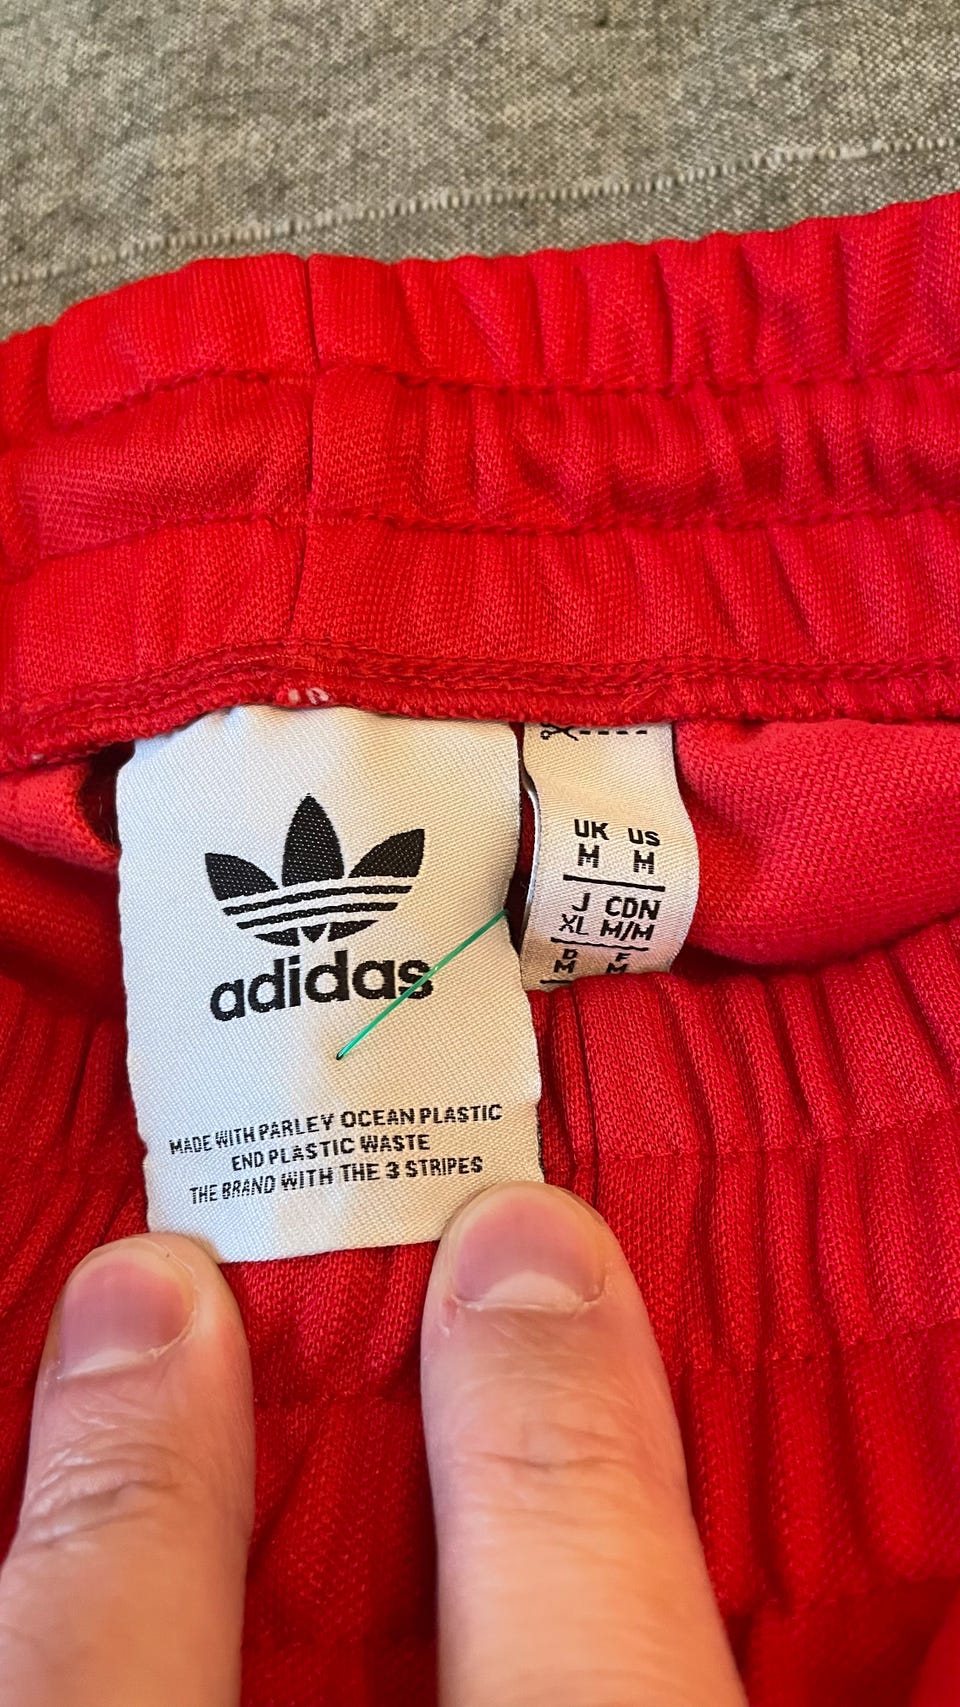 adidas
MADE WITH PARLEY OCEAN PLASTIC
END PLASTIC WASTE
THE BRAND WITH THE 3 STRIPES
UK US
M M
J CDN
XL M/M
D F
M M